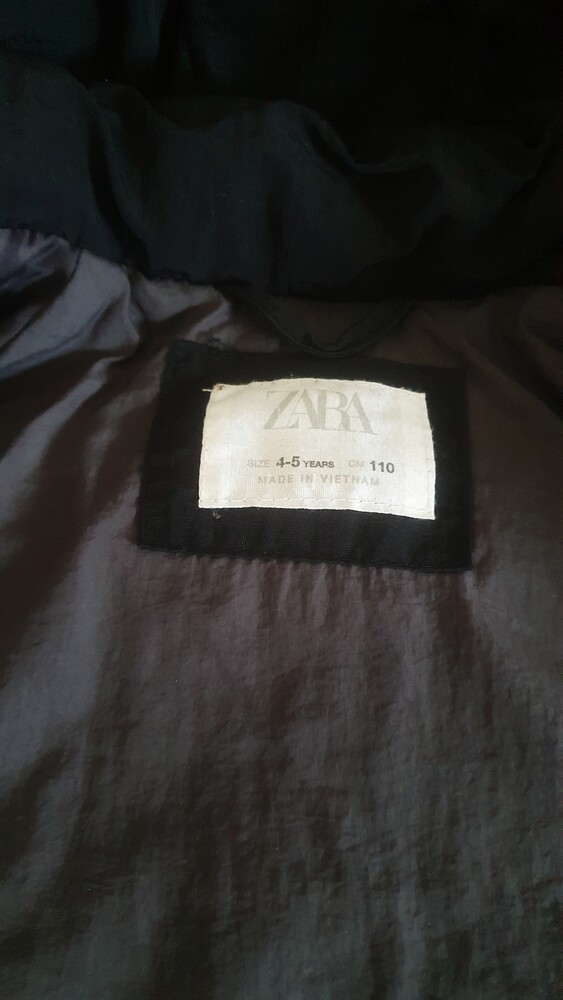 ZARA
SIZE 4-5 YEARS CM 110
MADE IN VIETNAM